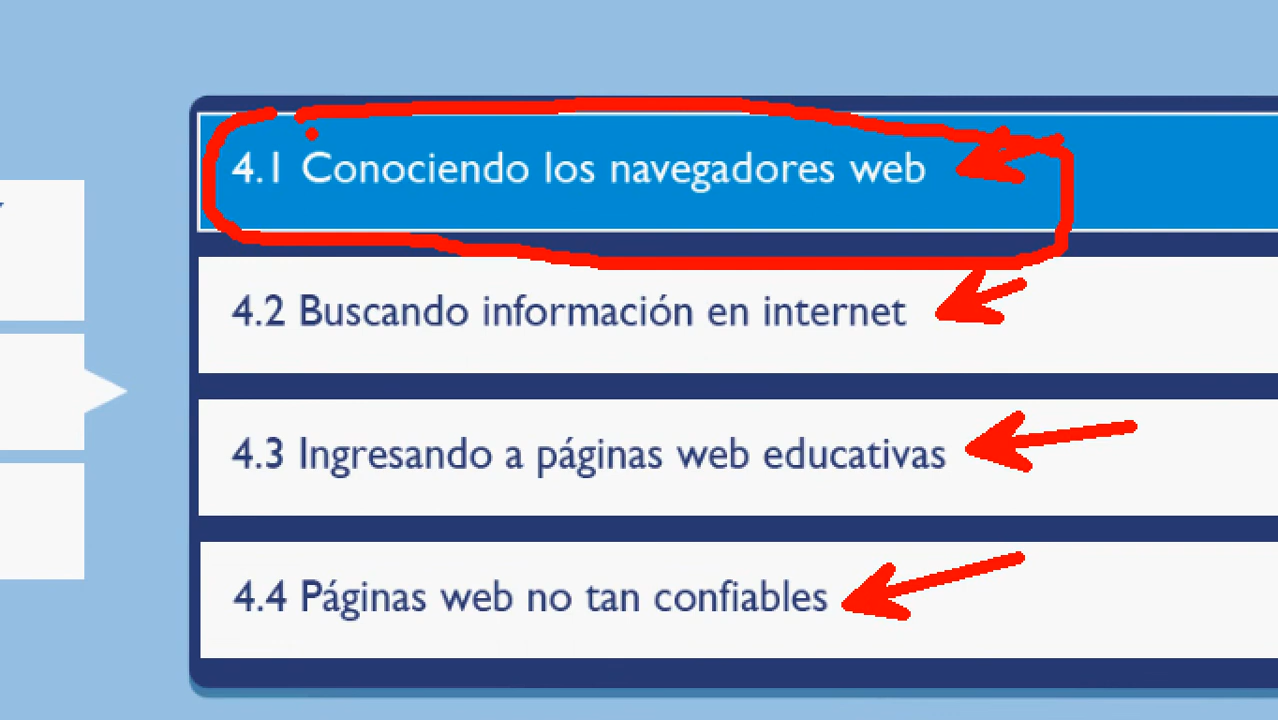 4.1 Conociendo los navegadores web
4.2 Buscando información en internet
4.3 Ingresando a páginas web educativas
4.4 Páginas web no tan confiables